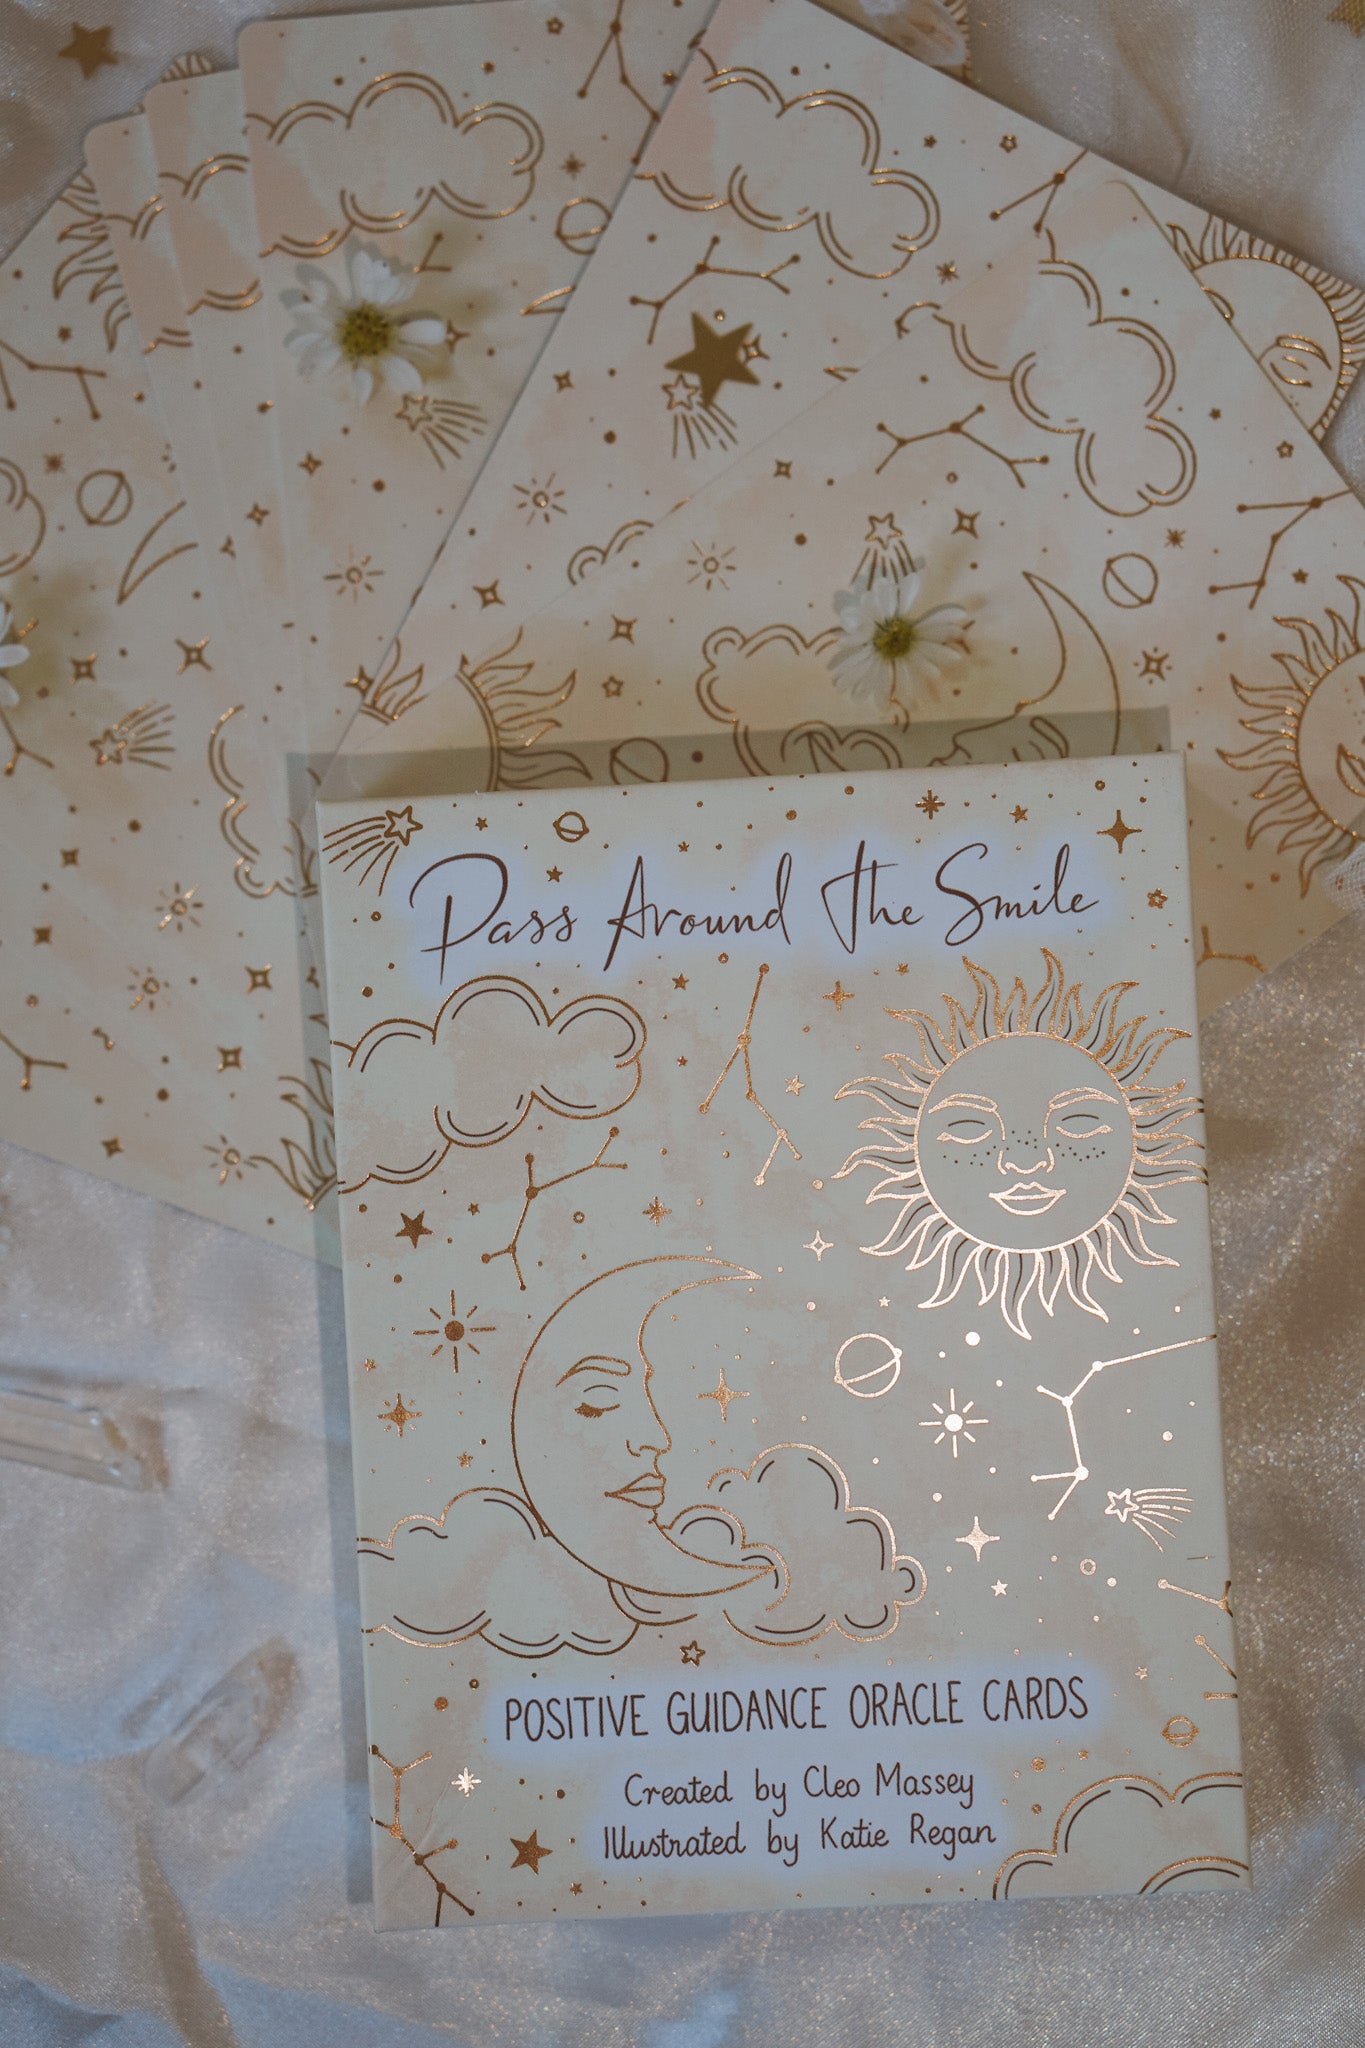 Pass Around The Smile
POSITIVE GUIDANCE ORACLE CARDS
Created by Cleo Massey
Illustrated by Katie Regan